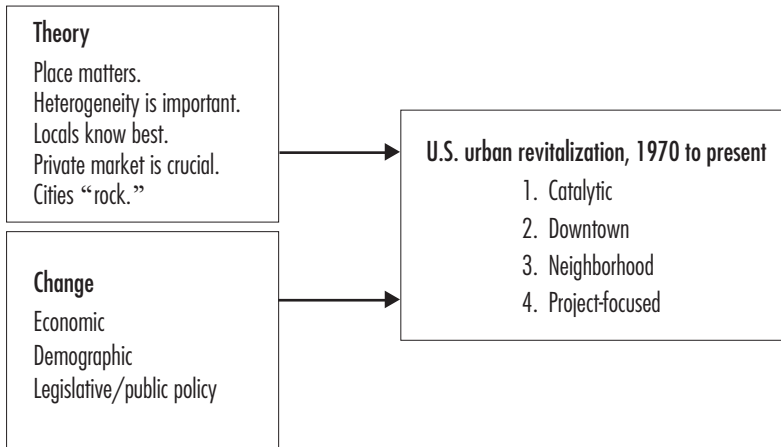 Theory
Place matters.
Heterogeneity is important.
Locals know best.
Private market is crucial.
Cities “rock.”
Change
Economic
Demographic
Legislative/public policy
U.S. urban revitalization, 1970 to present
1. Catalytic
2. Downtown
3. Neighborhood
4. Project-focused